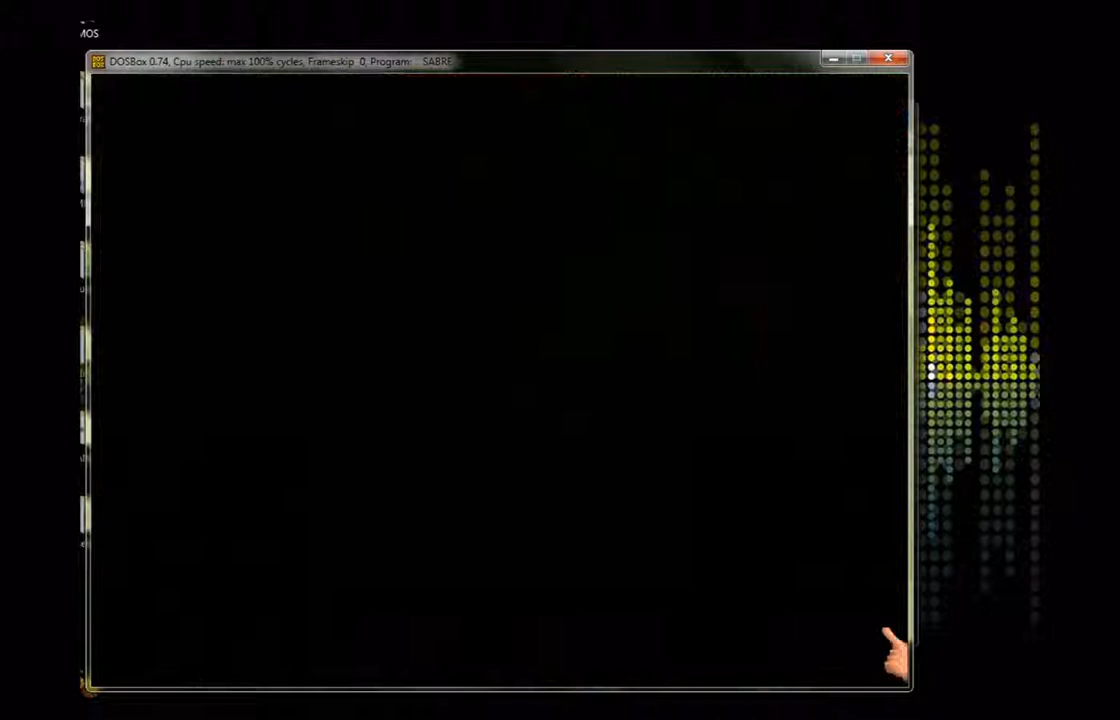 MOS
DOSBox 0.74, Cpu speed: max 100% cycles, Frameskip 0, Program: SABRE